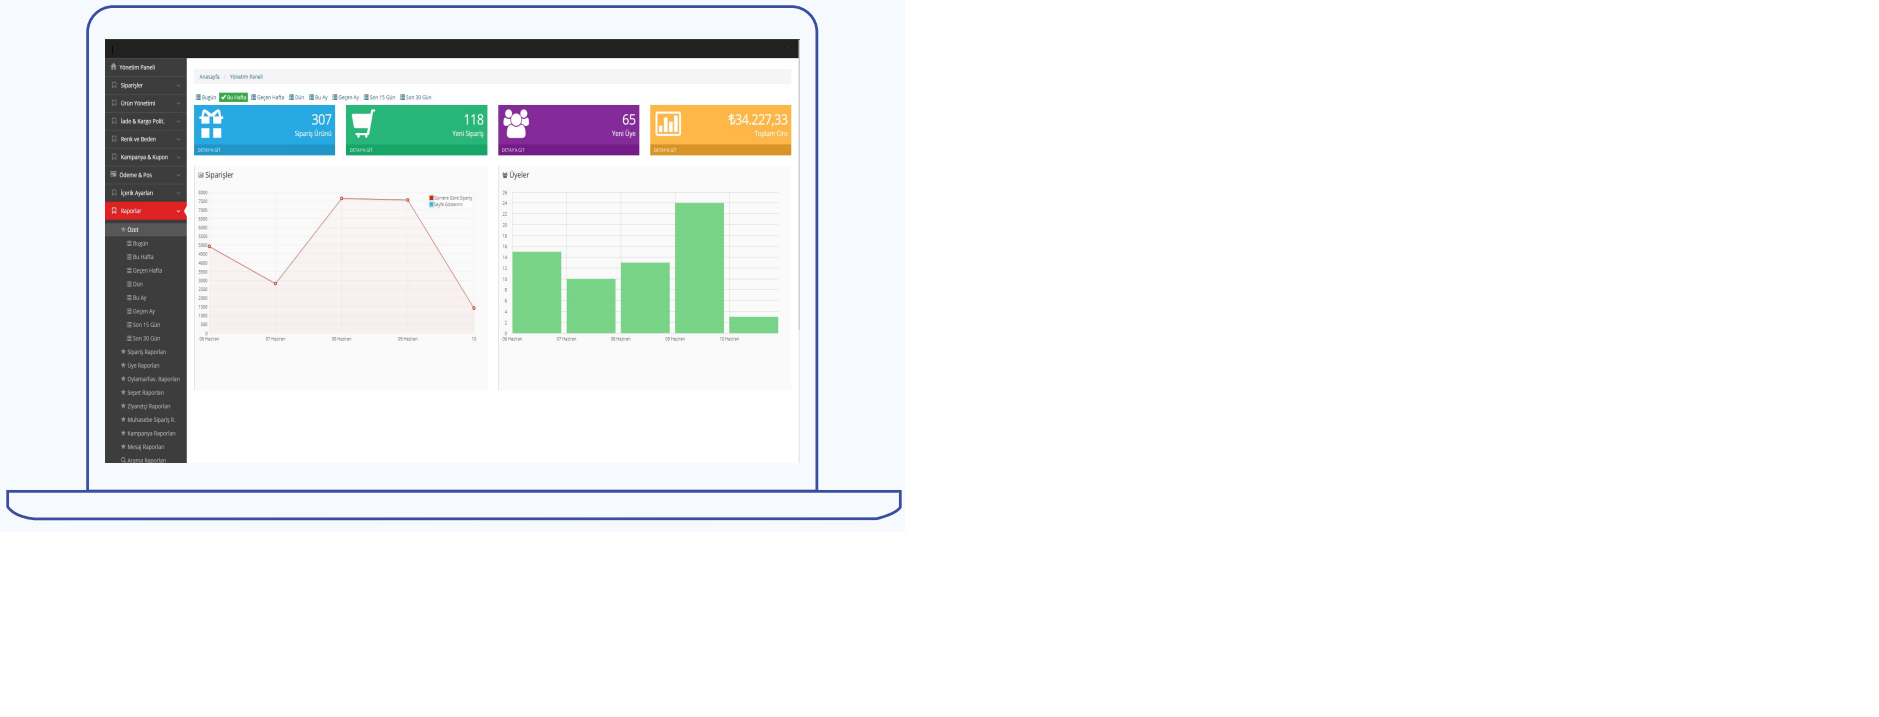 Yönetim Paneli
Siparişler
Ürün Yönetimi
İade & Kargo Polit.
Renk ve Beden
Kampanya & Kupon
Ödeme & Pos
İçerik Ayarları
Raporlar
Özet
Bugün
Bu Hafta
Geçen Hafta
Dün
Bu Ay
Geçen Ay
Son 15 Gün
Son 30 Gün
Sipariş Raporları
Üye Raporları
Oylama/Fav. Raporları
Sepet Raporları
Ziyaretçi Raporları
Muhasebe Sipariş R.
Kampanya Raporları
Mesaj Raporları
Arama Raporları
Anasayfa / Yönetim Paneli
Bugün Bu Hafta Geçen Hafta Dün Bu Ay Geçen Ay Son 15 Gün Son 30 Gün
307
Sipariş Ürünü
DETAYA GİT
118
Yeni Sipariş
DETAYA GİT
65
Yeni Üye
DETAYA GİT
₺34.227,33
Toplam Ciro
DETAYA GİT
Siparişler
Günlere Göre Sipariş
Sayfa Gösterimi
8000
7500
7000
6500
6000
5500
5000
4500
4000
3500
3000
2500
2000
1500
1000
500
0
06 Haziran 07 Haziran 08 Haziran 09 Haziran 10
Üyeler
26
24
22
20
18
16
14
12
10
8
6
4
2
0
06 Haziran 07 Haziran 08 Haziran 09 Haziran 10 Haziran